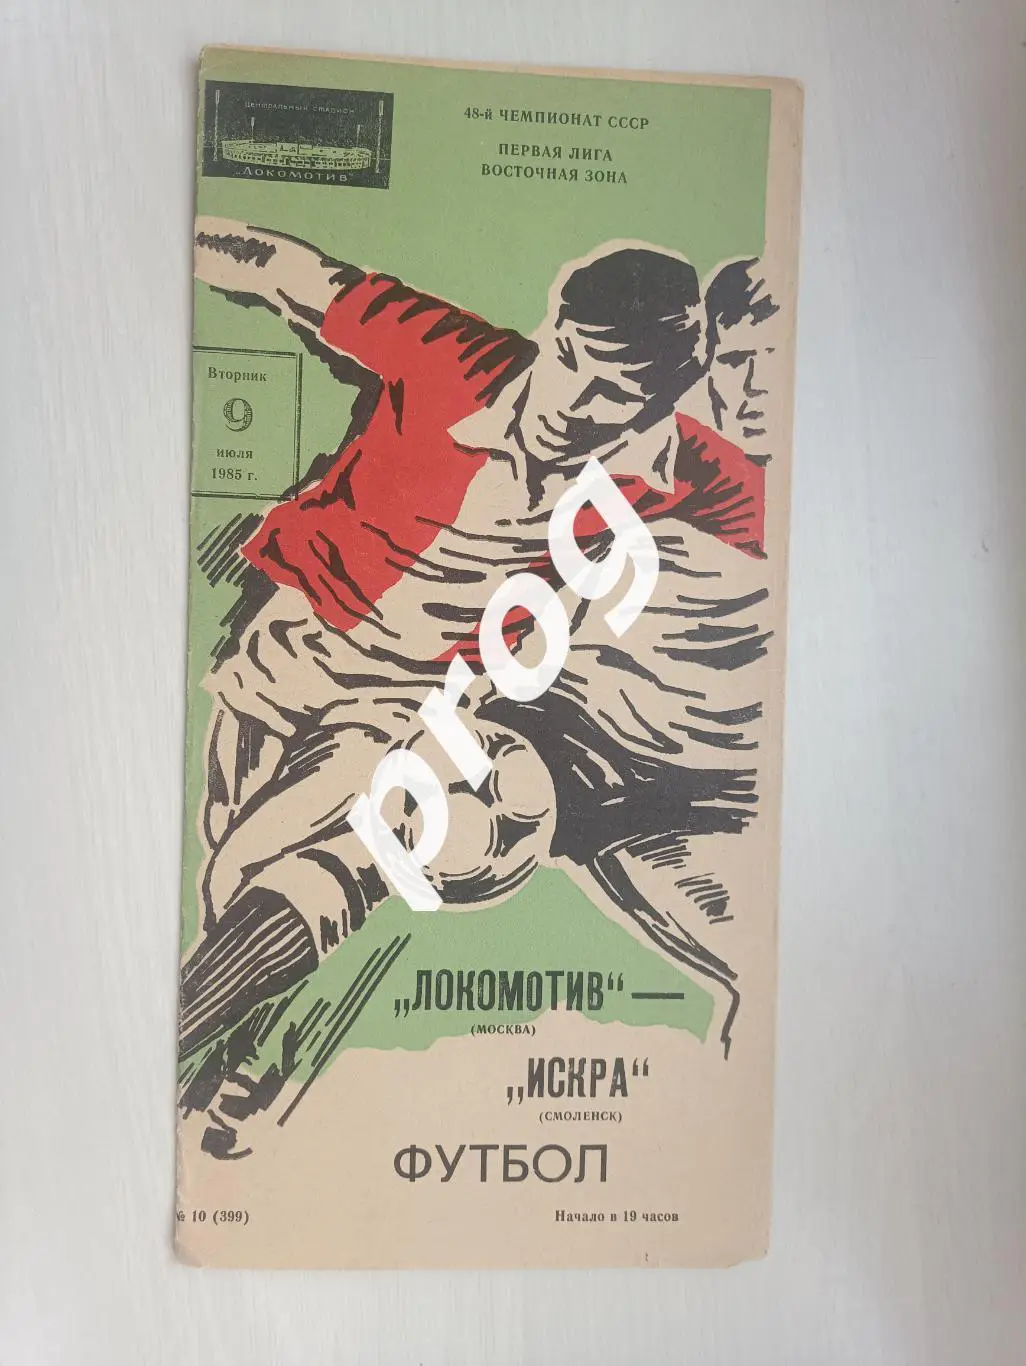 ЦЕНТРАЛЬНЫЙ СТАДИОН
„ЛОКОМОТИВ"
48-й ЧЕМПИОНАТ СССР
ПЕРВАЯ ЛИГА
ВОСТОЧНАЯ ЗОНА
Вторник
9
июля
1985 г.
prog
„ЛОКОМОТИВ" —
(МОСКВА)
„ИСКРА"
(СМОЛЕНСК)
ФУТБОЛ
№ 10 (399)
Начало в 19 часов